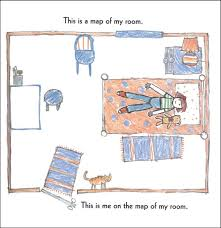 This is a map of my room.
This is me on the map of my room.